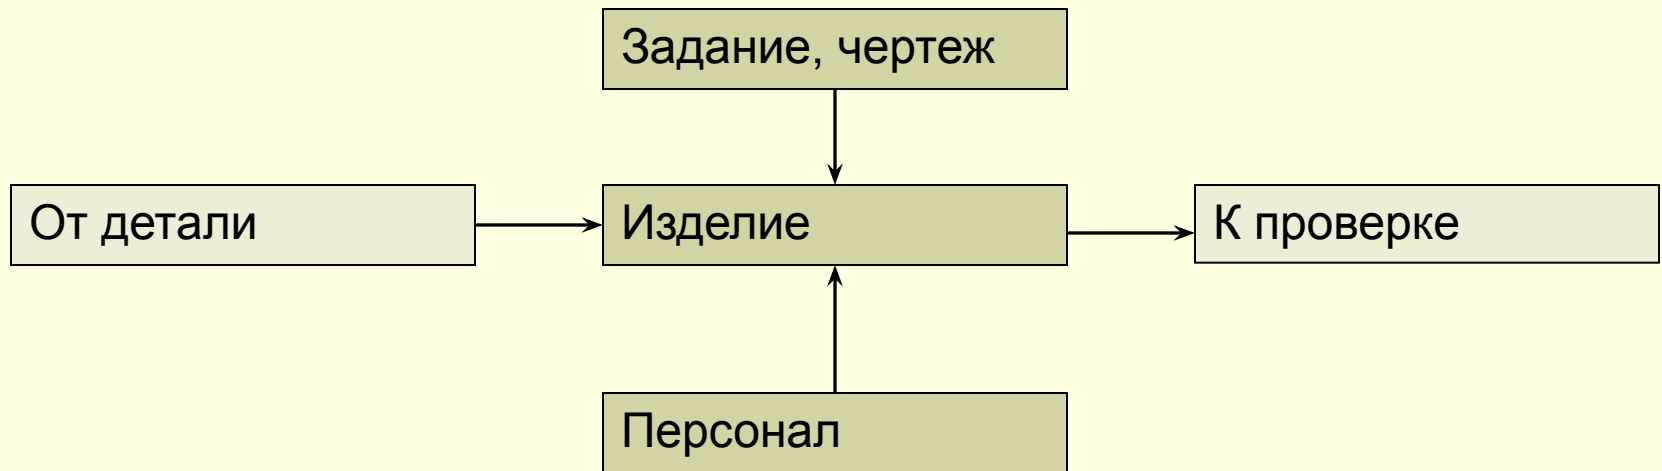 Задание, чертеж
От детали
Изделие
К проверке
Персонал